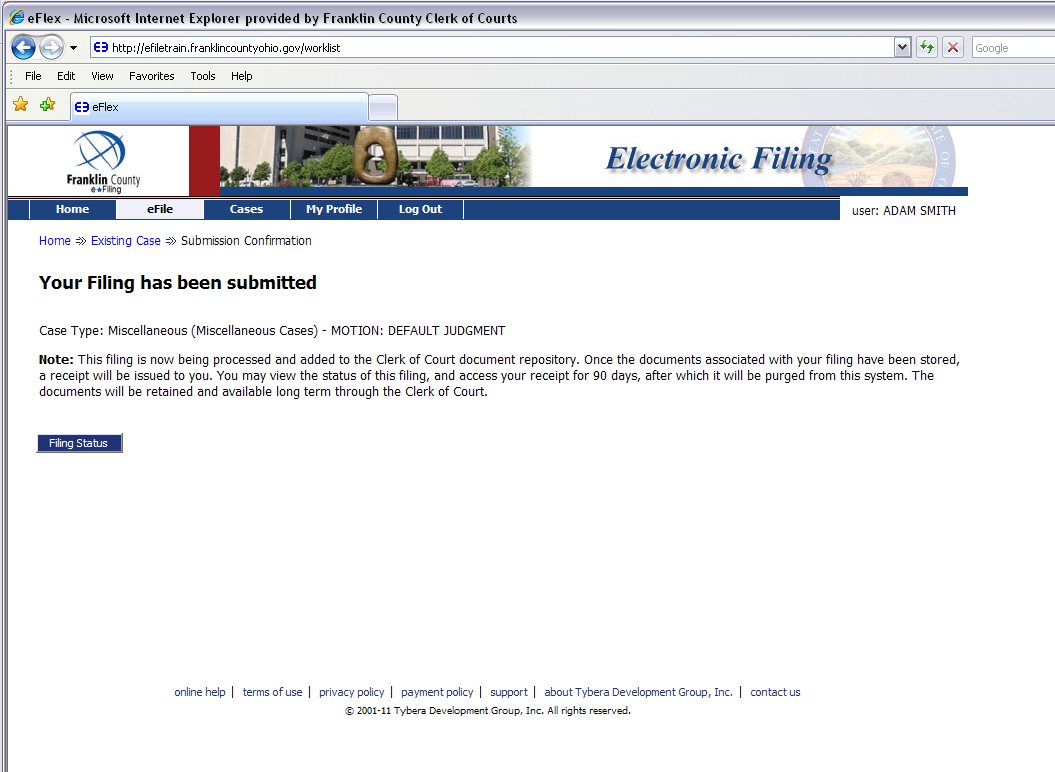 eFlex - Microsoft Internet Explorer provided by Franklin County Clerk of Courts
http://efiletrain.franklincountyohio.gov/worklist
Google
File Edit View Favorites Tools Help
eFlex
Franklin County
e★Filing
Electronic Filing
Home eFile Cases My Profile Log Out
user: ADAM SMITH
Home ⇒ Existing Case ⇒ Submission Confirmation
Your Filing has been submitted
Case Type: Miscellaneous (Miscellaneous Cases) - MOTION: DEFAULT JUDGMENT
Note: This filing is now being processed and added to the Clerk of Court document repository. Once the documents associated with your filing have been stored,
a receipt will be issued to you. You may view the status of this filing, and access your receipt for 90 days, after which it will be purged from this system. The
documents will be retained and available long term through the Clerk of Court.
Filing Status
online help | terms of use | privacy policy | payment policy | support | about Tybera Development Group, Inc. | contact us
© 2001-11 Tybera Development Group, Inc. All rights reserved.